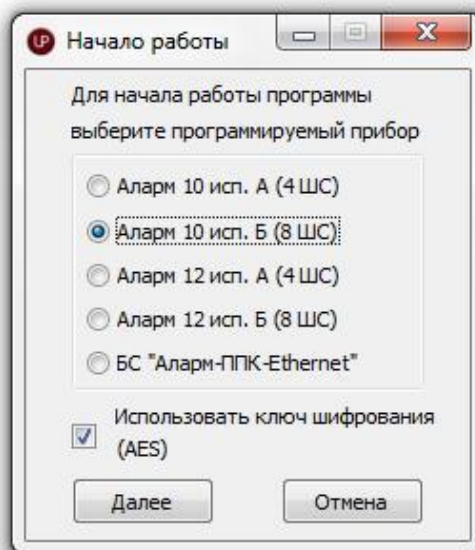 UP Начало работы
Для начала работы программы
выберите программируемый прибор
Аларм 10 исп. А (4 ШС)
Аларм 10 исп. Б (8 ШС)
Аларм 12 исп. А (4 ШС)
Аларм 12 исп. Б (8 ШС)
БС "Аларм-ППК-Ethernet"
Использовать ключ шифрования
(AES)
Далее Отмена